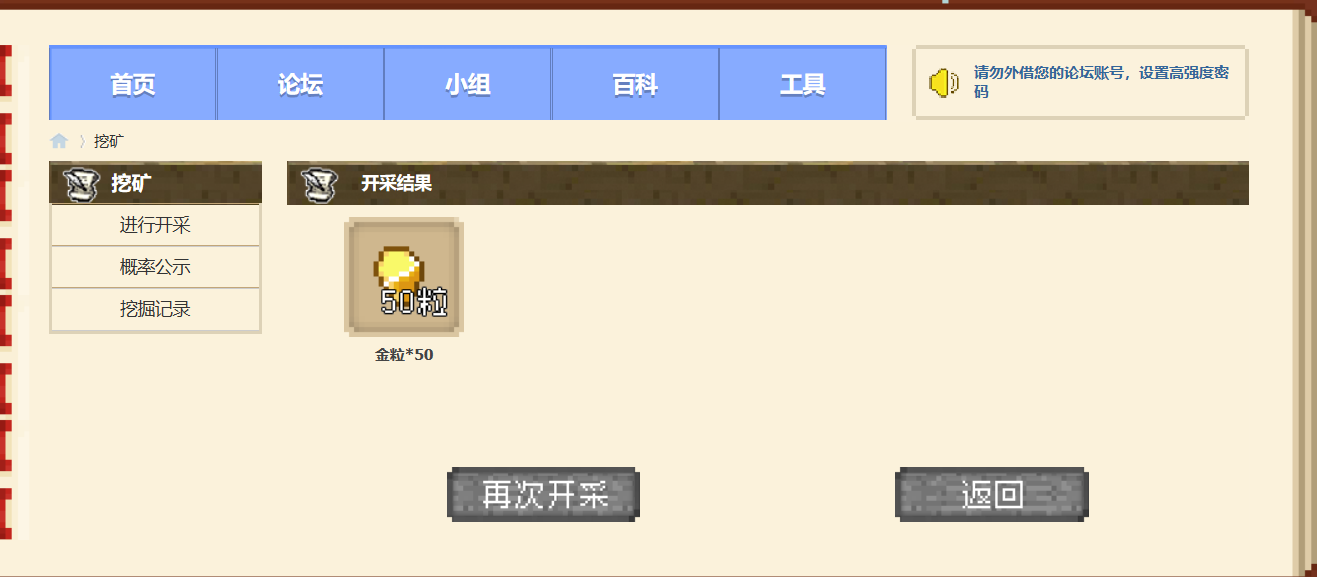 首页 论坛 小组 百科 工具
请勿外借您的论坛账号，设置高强度密
码
挖矿
挖矿
开采结果
进行开采
概率公示
挖掘记录
50粒
金粒*50
再次开采
返回